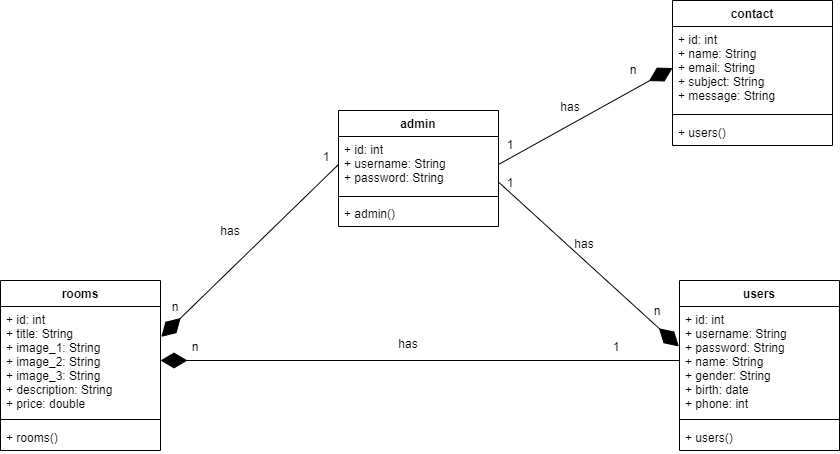 contact
+ id: int
+ name: String
+ email: String
+ subject: String
+ message: String
+ users()
n
has
1
admin
+ id: int
+ username: String
+ password: String
+ admin()
1
1
has
has
n
n
rooms
+ id: int
+ title: String
+ image_1: String
+ image_2: String
+ image_3: String
+ description: String
+ price: double
+ rooms()
n
has
1
users
+ id: int
+ username: String
+ password: String
+ name: String
+ gender: String
+ birth: date
+ phone: int
+ users()